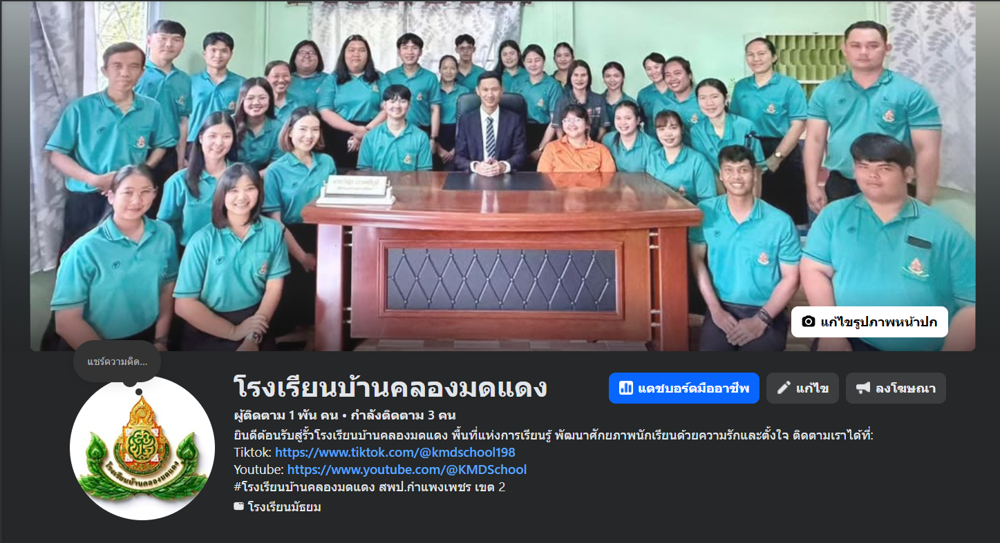 แก้ไขรูปภาพหน้าปก
แชร์ความคิด...
โรงเรียนบ้านคลองมดแดง
แดชบอร์ดมืออาชีพ
แก้ไข
ลงโฆษณา
ผู้ติดตาม 1 พัน คน • กำลังติดตาม 3 คน
ยินดีต้อนรับสู่รั้วโรงเรียนบ้านคลองมดแดง พื้นที่แห่งการเรียนรู้ พัฒนาศักยภาพนักเรียนด้วยความรักและตั้งใจ ติดตามเราได้ที่:
Tiktok: https://www.tiktok.com/@kmdschool198
Youtube: https://www.youtube.com/@KMDSchool
#โรงเรียนบ้านคลองมดแดง สพป.กำแพงเพชร เขต 2
โรงเรียนมัธยม
โรงเรียนบ้านคลองมดแดง